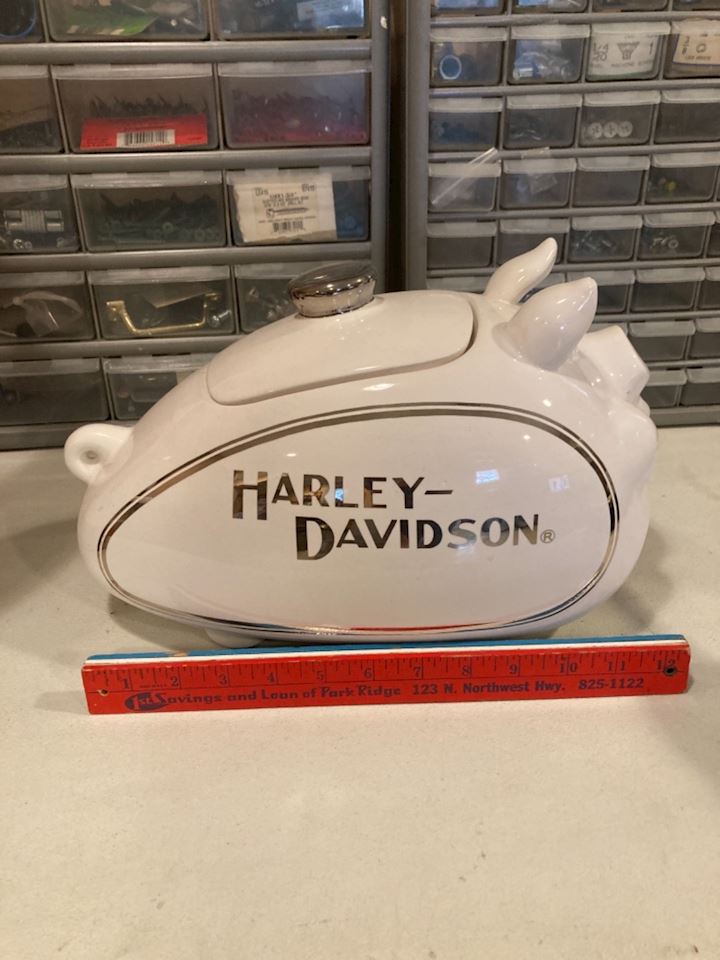 HARLEY-
DAVIDSON®
1 2 3 4 5 6 7 8 9 10 11 12
1st Savings and Loan of Park Ridge 123 N. Northwest Hwy. 825-1122